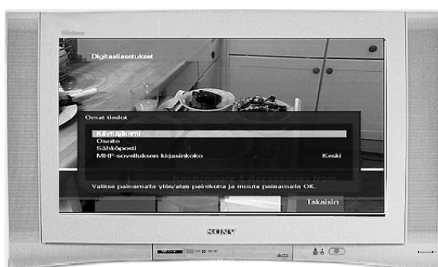 Digitaaliasetukset
Omat tiedot
Käyttäjänimi
Osoite
Sähköposti
MHP-sovelluksen kirjasinkoko Keski
Valitse painamalla ylös/alas-painiketta ja muuta painamalla OK.
Takaisin
SONY